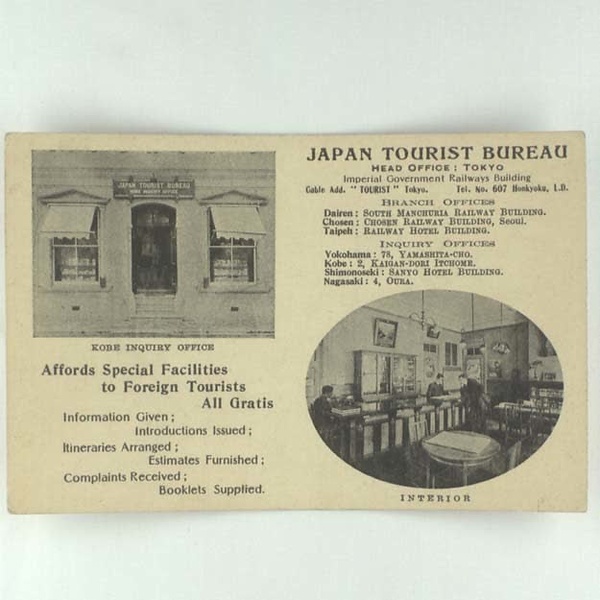 JAPAN TOURIST BUREAU
KOBE INQUIRY OFFICE
KOBE INQUIRY OFFICE
Affords Special Facilities
to Foreign Tourists
All Gratis
Information Given;
Introductions Issued;
Itineraries Arranged;
Estimates Furnished;
Complaints Received;
Booklets Supplied.
JAPAN TOURIST BUREAU
HEAD OFFICE: TOKYO
Imperial Government Railways Building
Cable Add. "TOURIST" Tokyo. Tel. No. 607 Honkyoku, L.D.
BRANCH OFFICES
Dairen: SOUTH MANCHURIA RAILWAY BUILDING.
Chosen: CHOSEN RAILWAY BUILDING, Seoul.
Taipeh: RAILWAY HOTEL BUILDING.
INQUIRY OFFICES
Yokohama: 78, YAMASHITA-CHO.
Kobe: 2, KAIGAN-DORI ITCHOME.
Shimonoseki: SANYO HOTEL BUILDING.
Nagasaki: 4, OURA.
INTERIOR